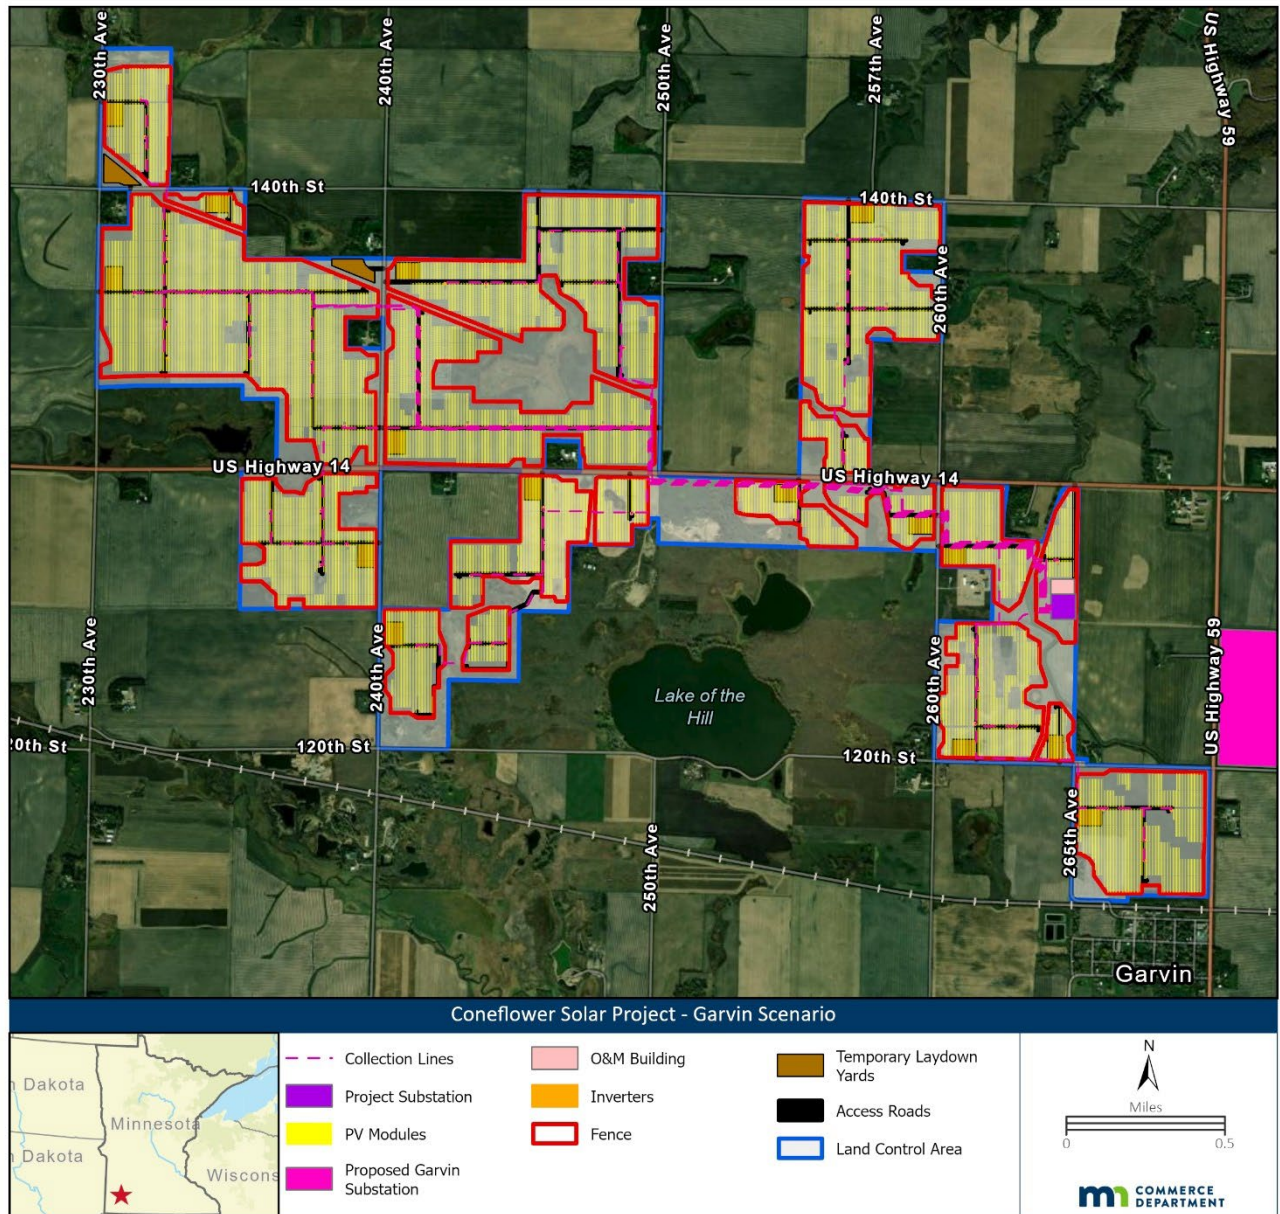 230th Ave
240th Ave
250th Ave
257th Ave
US Highway 59
140th St
140th St
260th Ave
US Highway 14
US Highway 14
230th Ave
240th Ave
Lake of the
Hill
260th Ave
US Highway 59
20th St
120th St
120th St
250th Ave
265th Ave
Garvin
Coneflower Solar Project - Garvin Scenario
Dakota
Minnesota
Dakota
Wiscons
Collection Lines
Project Substation
PV Modules
Proposed Garvin
Substation
O&M Building
Inverters
Fence
Temporary Laydown
Yards
Access Roads
Land Control Area
N
Miles
0 0.5
mn COMMERCE
DEPARTMENT